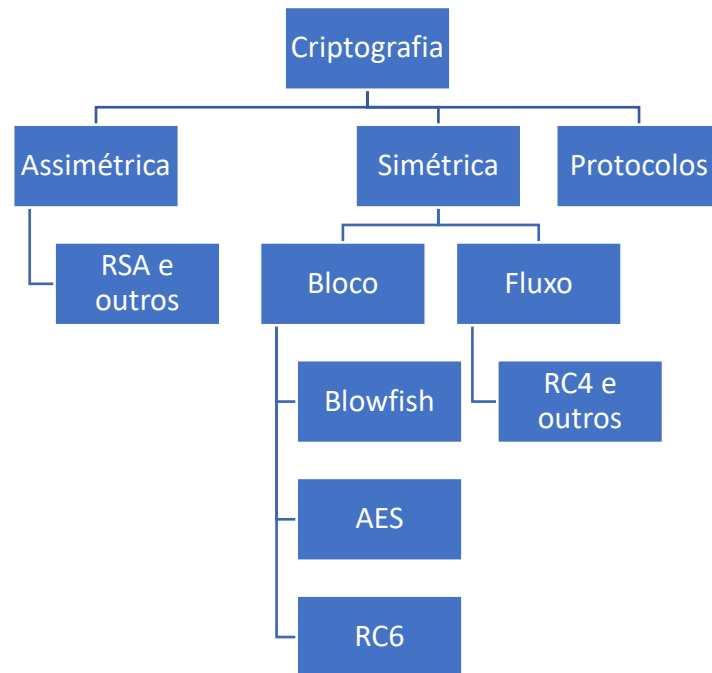 Criptografia
Assimétrica
Simétrica
Protocolos
RSA e
outros
Bloco
Fluxo
Blowfish
RC4 e
outros
AES
RC6